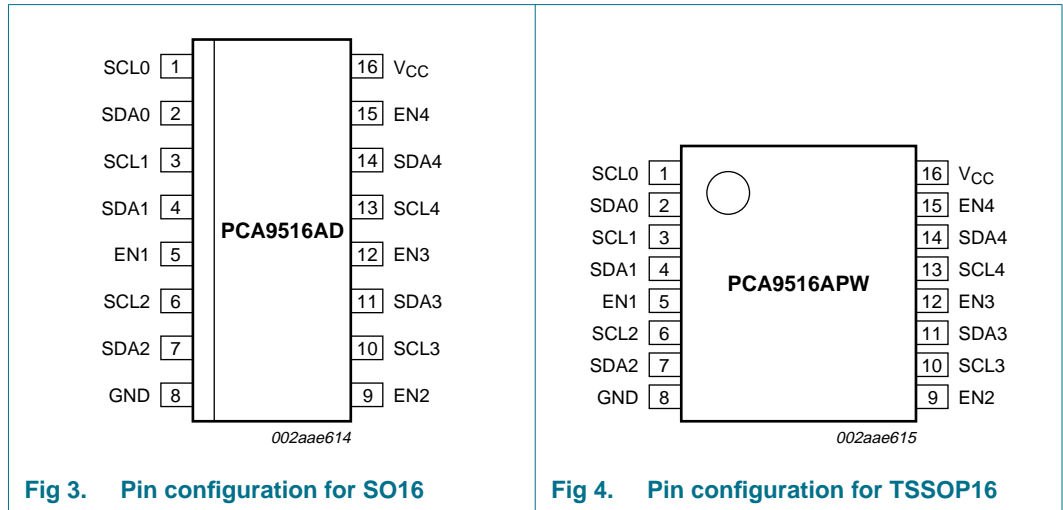 SCL0 1 16 VCC
SDA0 2 15 EN4
SCL1 3 14 SDA4
SDA1 4 13 SCL4
PCA9516AD
EN1 5 12 EN3
SCL2 6 11 SDA3
SDA2 7 10 SCL3
GND 8 9 EN2
002aae614
Fig 3. Pin configuration for SO16
SCL0 1 16 VCC
SDA0 2 15 EN4
SCL1 3 14 SDA4
SDA1 4 13 SCL4
PCA9516APW
EN1 5 12 EN3
SCL2 6 11 SDA3
SDA2 7 10 SCL3
GND 8 9 EN2
002aae615
Fig 4. Pin configuration for TSSOP16